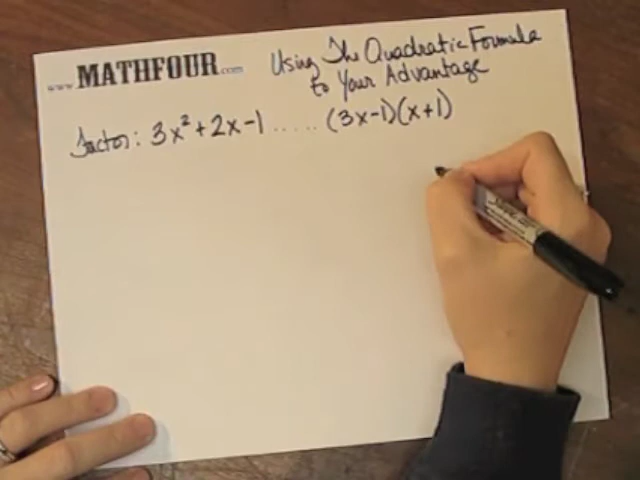 www.MATHFOUR.com
Using The Quadratic Formula
to Your Advantage
Factor: 3x² + 2x - 1 ..... (3x-1)(x+1)